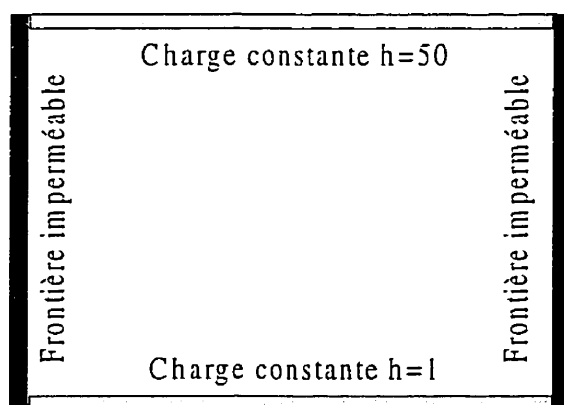 Charge constante h=50
Frontière imperméable
Frontière imperméable
Charge constante h=1